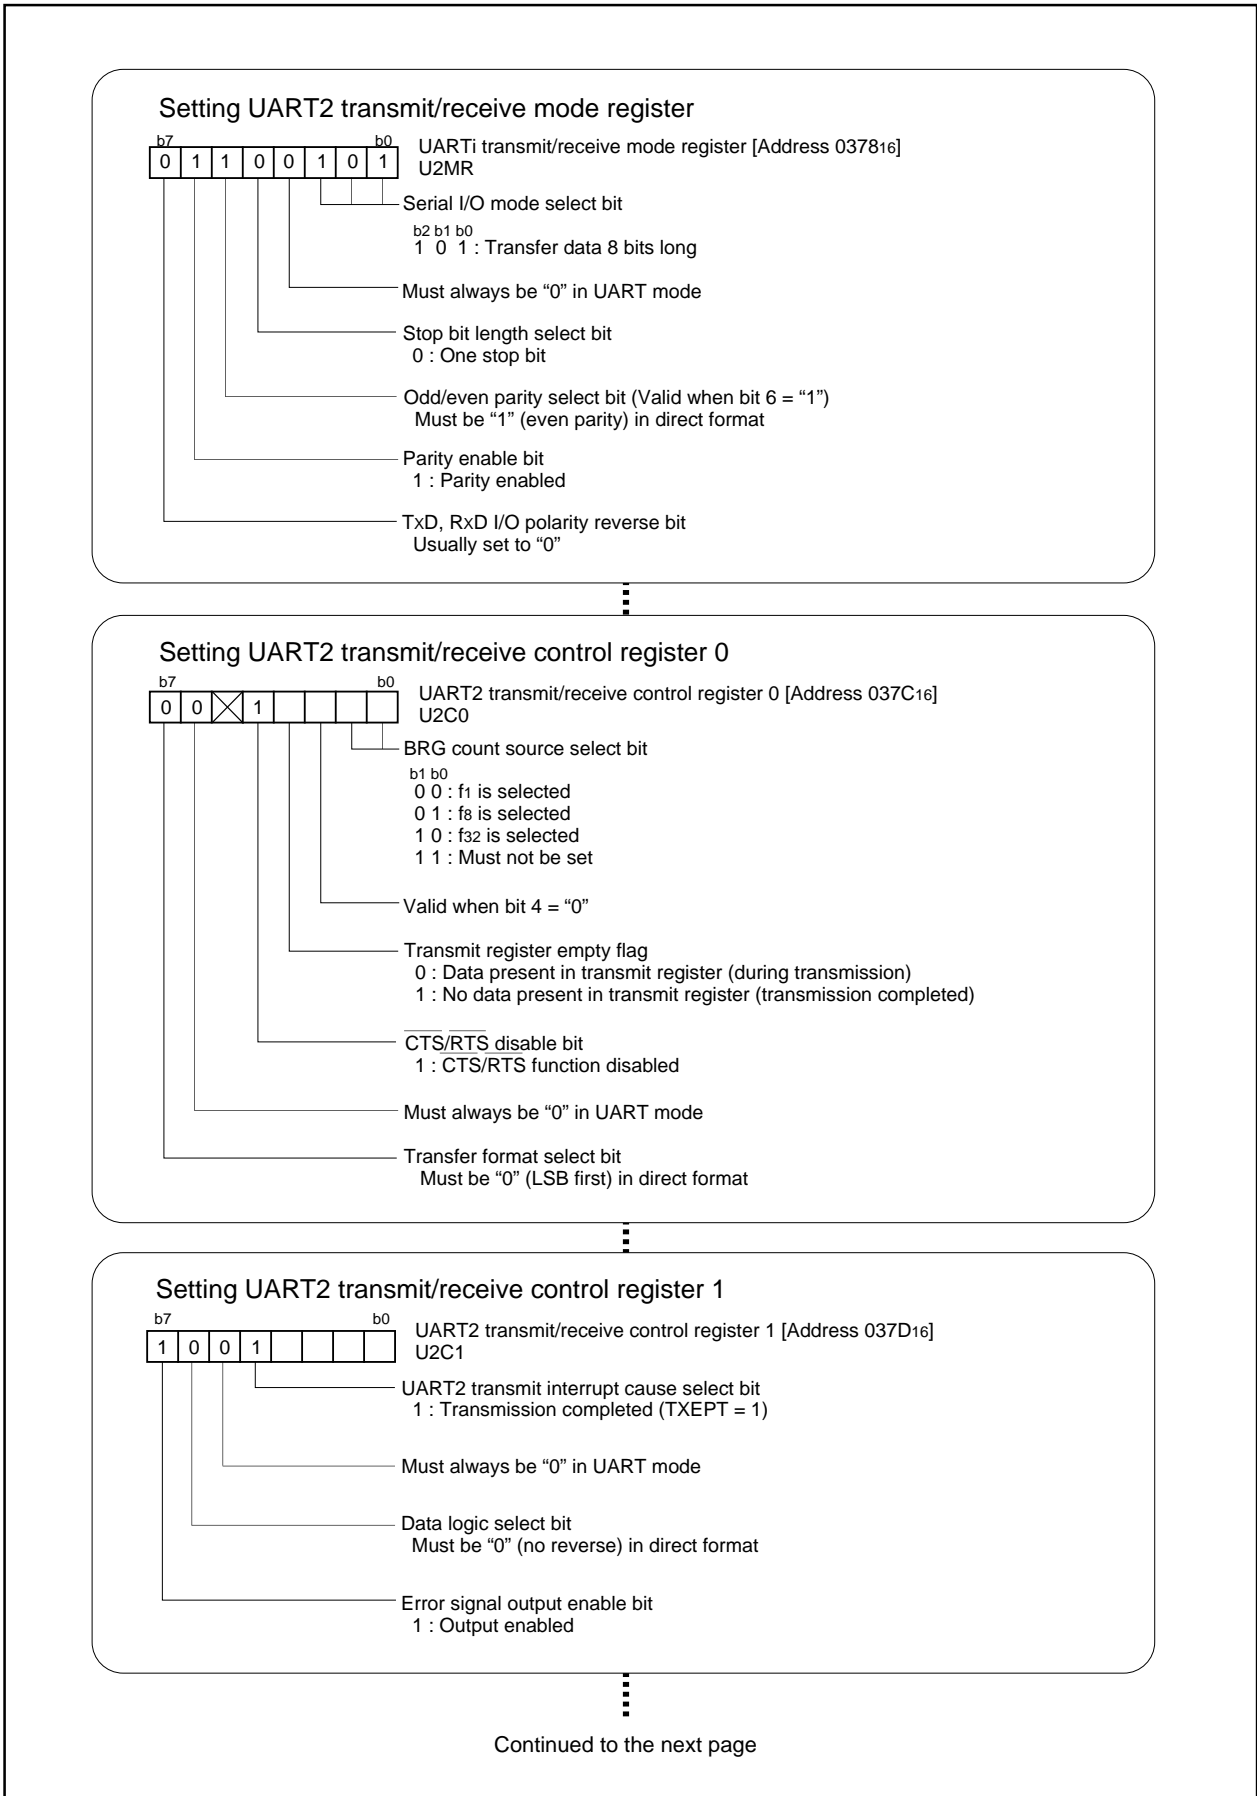 Setting UART2 transmit/receive mode register
b7 b0
0 1 1 0 0 1 0 1
UARTi transmit/receive mode register [Address 037816]
U2MR
Serial I/O mode select bit
b2 b1 b0
1 0 1 : Transfer data 8 bits long
Must always be “0” in UART mode
Stop bit length select bit
0 : One stop bit
Odd/even parity select bit (Valid when bit 6 = “1”)
Must be “1” (even parity) in direct format
Parity enable bit
1 : Parity enabled
TXD, RXD I/O polarity reverse bit
Usually set to “0”
Setting UART2 transmit/receive control register 0
b7 b0
0 0 1
UART2 transmit/receive control register 0 [Address 037C16]
U2C0
BRG count source select bit
b1 b0
0 0 : f1 is selected
0 1 : f8 is selected
1 0 : f32 is selected
1 1 : Must not be set
Valid when bit 4 = “0”
Transmit register empty flag
0 : Data present in transmit register (during transmission)
1 : No data present in transmit register (transmission completed)
CTS/RTS disable bit
1 : CTS/RTS function disabled
Must always be “0” in UART mode
Transfer format select bit
Must be “0” (LSB first) in direct format
Setting UART2 transmit/receive control register 1
b7 b0
1 0 0 1
UART2 transmit/receive control register 1 [Address 037D16]
U2C1
UART2 transmit interrupt cause select bit
1 : Transmission completed (TXEPT = 1)
Must always be “0” in UART mode
Data logic select bit
Must be “0” (no reverse) in direct format
Error signal output enable bit
1 : Output enabled
Continued to the next page